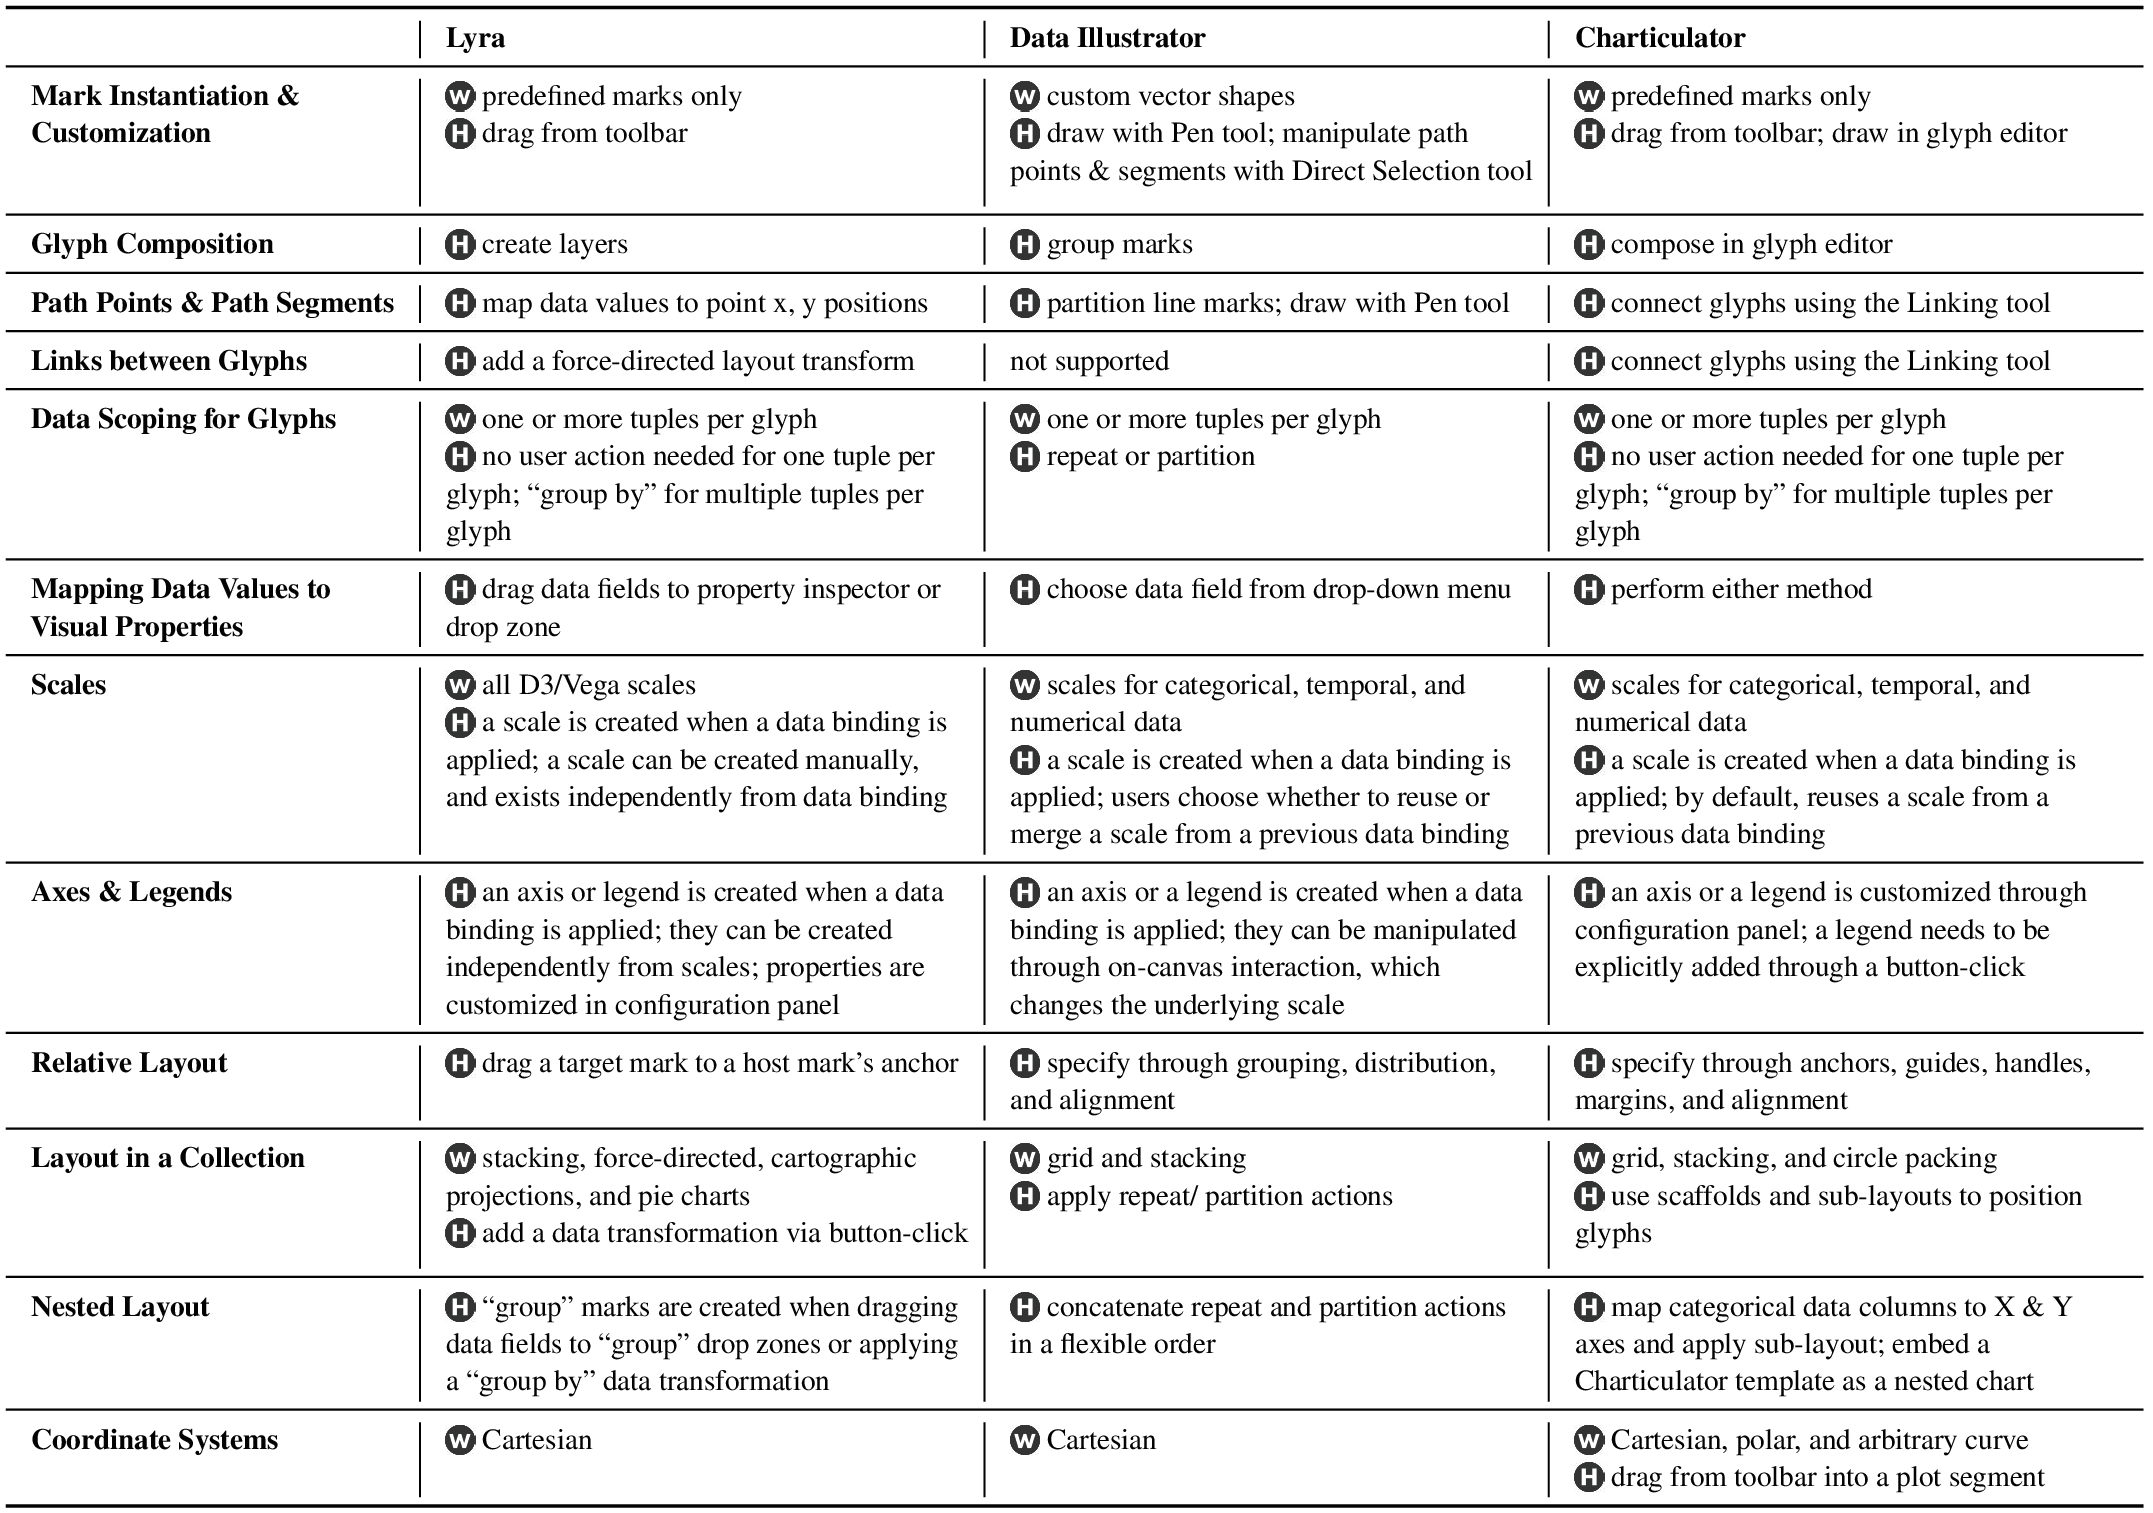 Lyra
Data Illustrator
Charticulator
Mark Instantiation &
Customization
W predefined marks only
H drag from toolbar
W custom vector shapes
H draw with Pen tool; manipulate path
points & segments with Direct Selection tool
W predefined marks only
H drag from toolbar; draw in glyph editor
Glyph Composition
H create layers
H group marks
H compose in glyph editor
Path Points & Path Segments
H map data values to point x, y positions
H partition line marks; draw with Pen tool
H connect glyphs using the Linking tool
Links between Glyphs
H add a force-directed layout transform
not supported
H connect glyphs using the Linking tool
Data Scoping for Glyphs
W one or more tuples per glyph
H no user action needed for one tuple per
glyph; “group by” for multiple tuples per
glyph
W one or more tuples per glyph
H repeat or partition
W one or more tuples per glyph
H no user action needed for one tuple per
glyph; “group by” for multiple tuples per
glyph
Mapping Data Values to
Visual Properties
H drag data fields to property inspector or
drop zone
H choose data field from drop-down menu
H perform either method
Scales
W all D3/Vega scales
H a scale is created when a data binding is
applied; a scale can be created manually,
and exists independently from data binding
W scales for categorical, temporal, and
numerical data
H a scale is created when a data binding is
applied; users choose whether to reuse or
merge a scale from a previous data binding
W scales for categorical, temporal, and
numerical data
H a scale is created when a data binding is
applied; by default, reuses a scale from a
previous data binding
Axes & Legends
H an axis or legend is created when a data
binding is applied; they can be created
independently from scales; properties are
customized in configuration panel
H an axis or a legend is created when a data
binding is applied; they can be manipulated
through on-canvas interaction, which
changes the underlying scale
H an axis or a legend is customized through
configuration panel; a legend needs to be
explicitly added through a button-click
Relative Layout
H drag a target mark to a host mark’s anchor
H specify through grouping, distribution,
and alignment
H specify through anchors, guides, handles,
margins, and alignment
Layout in a Collection
W stacking, force-directed, cartographic
projections, and pie charts
H add a data transformation via button-click
W grid and stacking
H apply repeat/ partition actions
W grid, stacking, and circle packing
H use scaffolds and sub-layouts to position
glyphs
Nested Layout
H “group” marks are created when dragging
data fields to “group” drop zones or applying
a “group by” data transformation
H concatenate repeat and partition actions
in a flexible order
H map categorical data columns to X & Y
axes and apply sub-layout; embed a
Charticulator template as a nested chart
Coordinate Systems
W Cartesian
W Cartesian
W Cartesian, polar, and arbitrary curve
H drag from toolbar into a plot segment